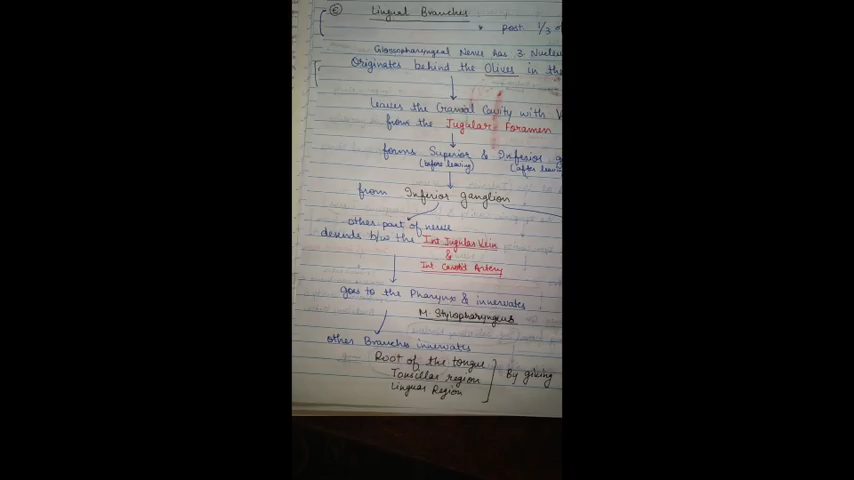 Lingual Branches
* post. 1/3 of
Glossopharyngeal Nerve has 3 Nucleu
Originates behind the Olives in the
Leaves the Cranial Cavity with V
from the Jugular Foramen
forms Superior & Inferior g
(before leaving) (after leav
from Inferior ganglion
other part of nerve
desends b/w the Int Jugular Vein
&
Int Carotid Artery
goes to the Pharynx & innervates
M. Stylopharyngeus
other Branches innervates
Root of the tongue
Tonsillar region
By giving
Lingual Region